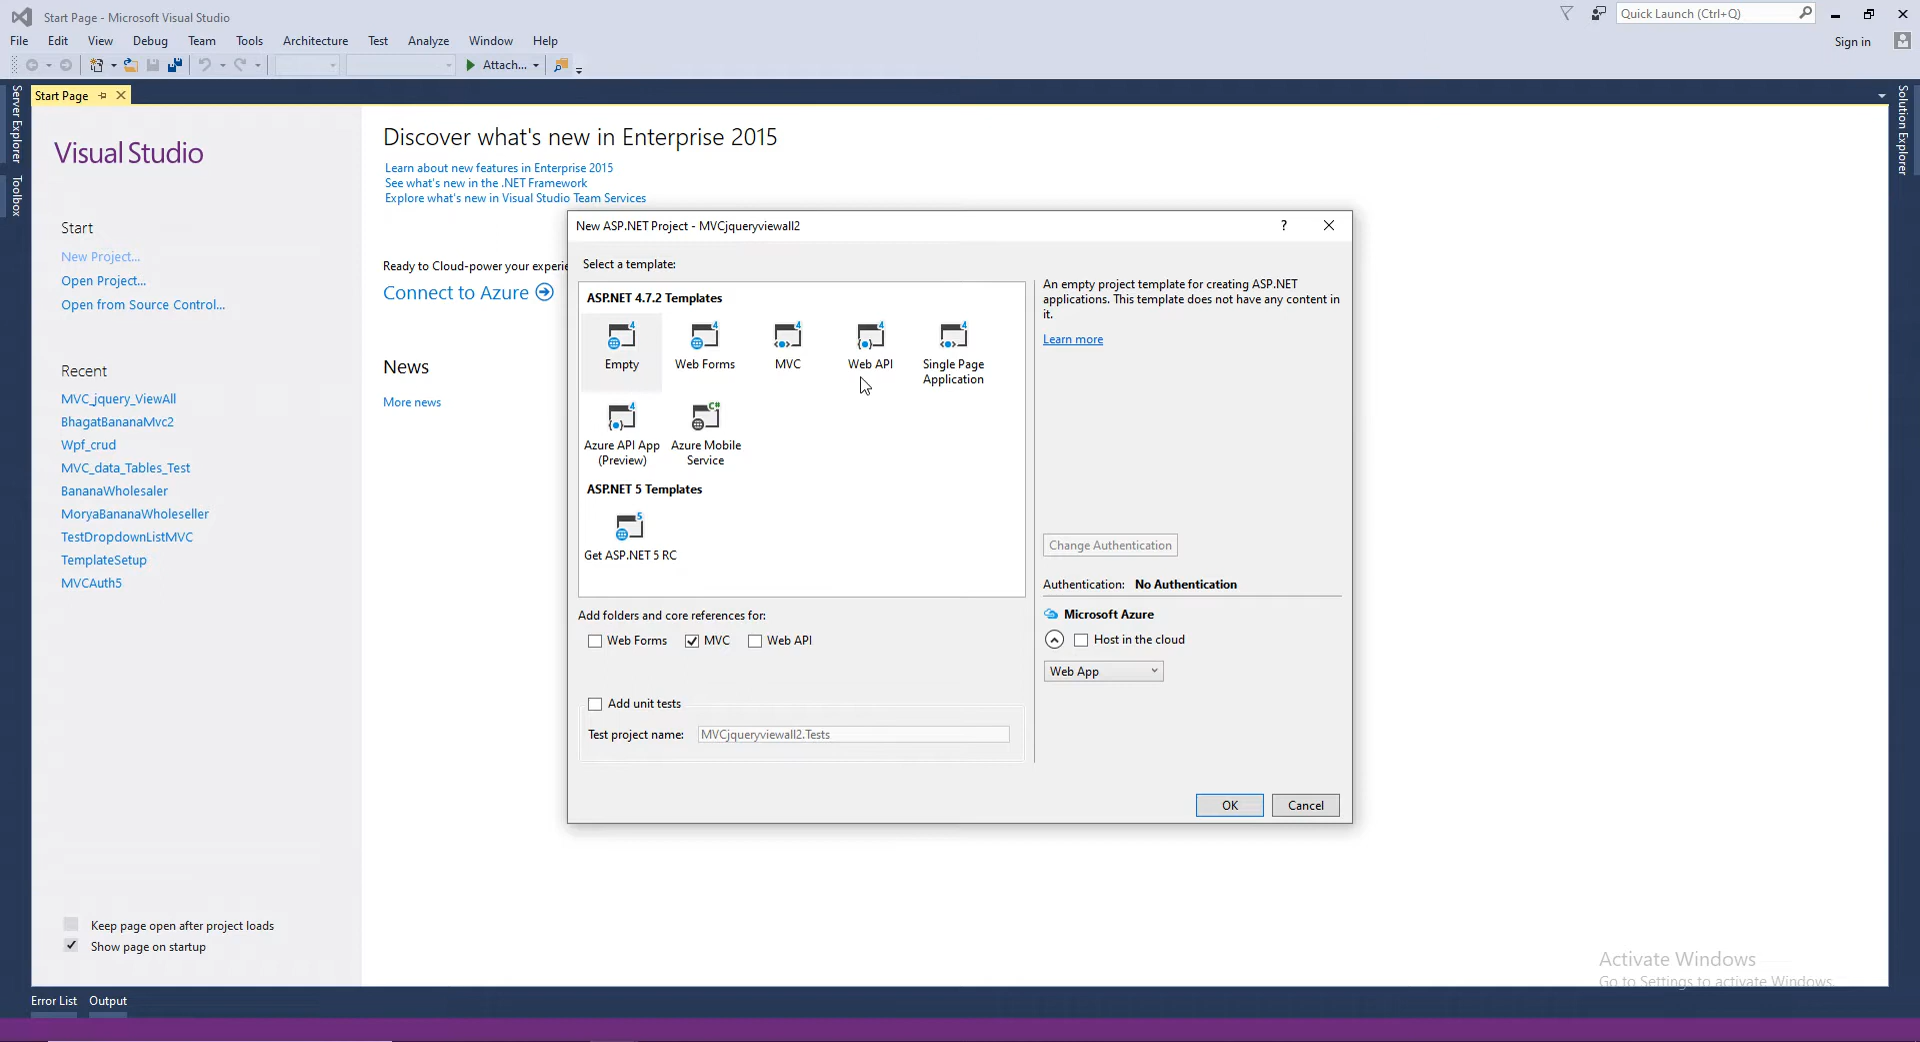 Start Page - Microsoft Visual Studio
Quick Launch (Ctrl+Q)
File Edit View Debug Team Tools Architecture Test Analyze Window Help
Sign in
Attach...
Server Explorer
Toolbox
Start Page
Solution Explorer
Visual Studio
Start
New Project...
Open Project...
Open from Source Control...
Recent
MVC_jquery_ViewAll
BhagatBananaMvc2
Wpf_crud
MVC_data_Tables_Test
BananaWholesaler
MoryaBananaWholeseller
TestDropdownListMVC
TemplateSetup
MVCAuth5
Keep page open after project loads
Show page on startup
Discover what's new in Enterprise 2015
Learn about new features in Enterprise 2015
See what's new in the .NET Framework
Explore what's new in Visual Studio Team Services
Ready to Cloud-power your experie
Connect to Azure
News
More news
New ASP.NET Project - MVCjqueryviewall2
?
Select a template:
ASP.NET 4.7.2 Templates
4 4 4 4 4
Empty Web Forms MVC Web API Single Page
Application
4 C#
Azure API App Azure Mobile
(Preview) Service
ASP.NET 5 Templates
5
Get ASP.NET 5 RC
An empty project template for creating ASP.NET
applications. This template does not have any content in
it.
Learn more
Change Authentication
Authentication: No Authentication
Microsoft Azure
Host in the cloud
Web App
Add folders and core references for:
Web Forms MVC Web API
Add unit tests
Test project name: MVCjqueryviewall2.Tests
OK Cancel
Activate Windows
Go to Settings to activate Windows.
Error List Output